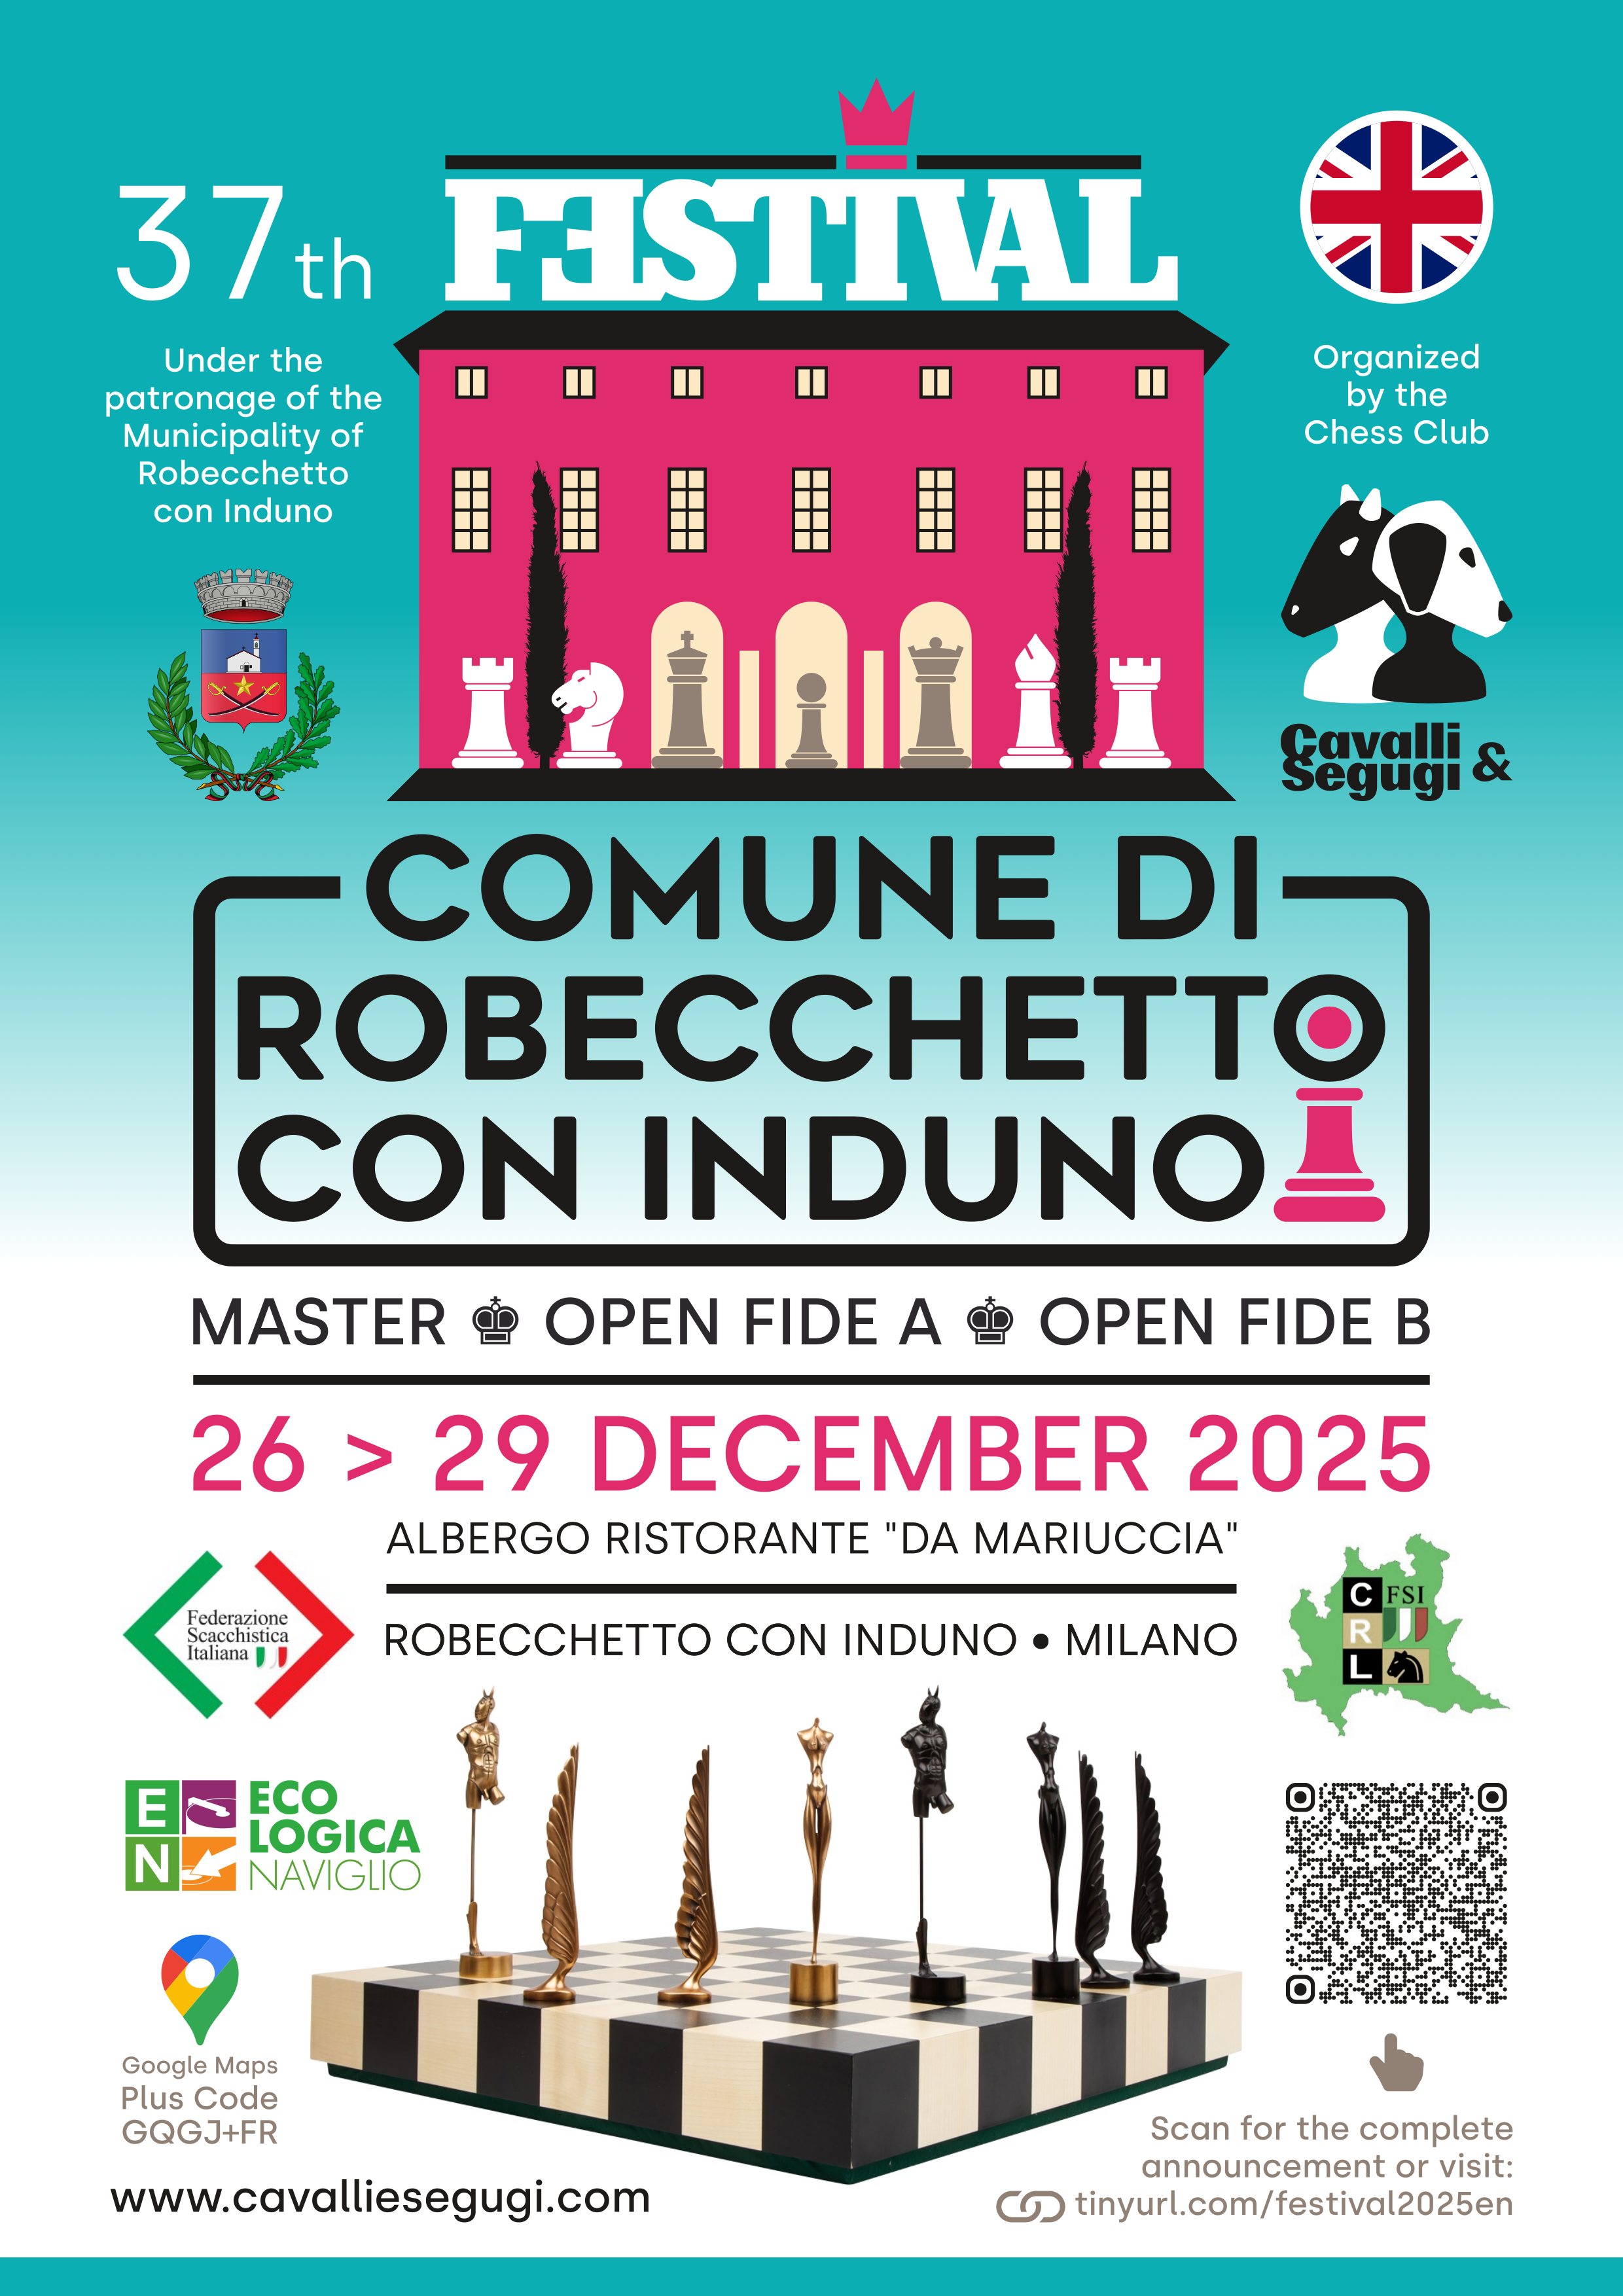 37th
FESTIVAL
Under the
patronage of the
Municipality of
Robecchetto
con Induno
Organized
by the
Chess Club
Cavalli
Segugi &
COMUNE DI
ROBECCHETTO
CON INDUNO
MASTER ♚ OPEN FIDE A ♚ OPEN FIDE B
26 > 29 DECEMBER 2025
ALBERGO RISTORANTE "DA MARIUCCIA"
ROBECCHETTO CON INDUNO • MILANO
Federazione
Scacchistica
Italiana
C FSI
R
L
EN
ECO
LOGICA
NAVIGLIO
Google Maps
Plus Code
GQGJ+FR
www.cavalliesegugi.com
Scan for the complete
announcement or visit:
tinyurl.com/festival2025en